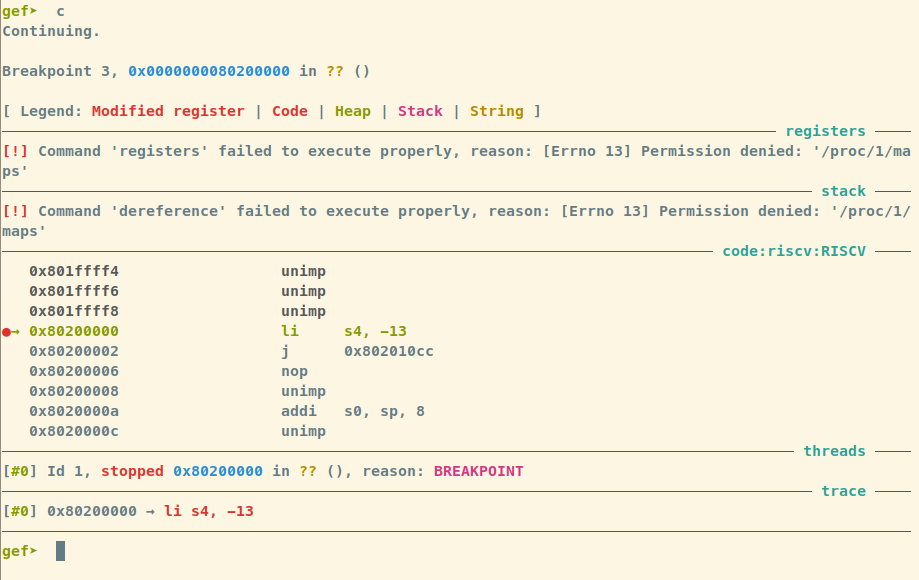 gef➤  c
Continuing.
Breakpoint 3, 0x0000000080200000 in ?? ()
[ Legend: Modified register | Code | Heap | Stack | String ]
registers
[!] Command 'registers' failed to execute properly, reason: [Errno 13] Permission denied: '/proc/1/ma
ps'
stack
[!] Command 'dereference' failed to execute properly, reason: [Errno 13] Permission denied: '/proc/1/
maps'
code:riscv:RISCV
0x801ffff4                  unimp
0x801ffff6                  unimp
0x801ffff8                  unimp
●→ 0x80200000                  li     s4, −13
0x80200002                  j      0x802010cc
0x80200006                  nop
0x80200008                  unimp
0x8020000a                  addi   s0, sp, 8
0x8020000c                  unimp
threads
[#0] Id 1, stopped 0x80200000 in ?? (), reason: BREAKPOINT
trace
[#0] 0x80200000 → li s4, −13
gef➤